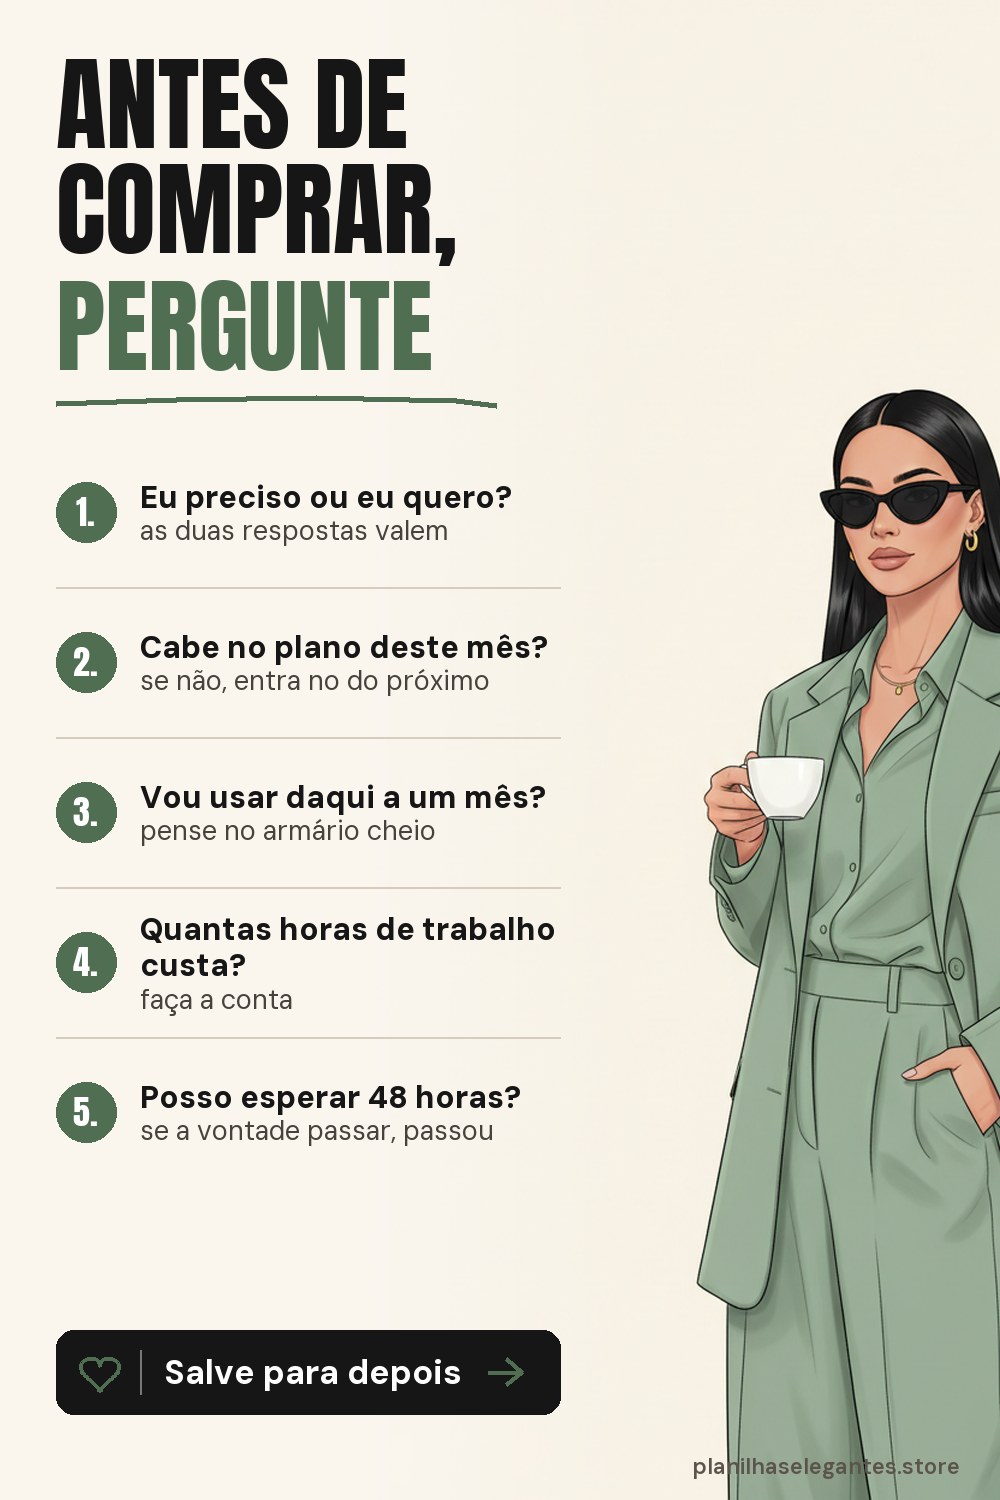 ANTES DE
COMPRAR,
PERGUNTE
1. Eu preciso ou eu quero?
as duas respostas valem
2. Cabe no plano deste mês?
se não, entra no do próximo
3. Vou usar daqui a um mês?
pense no armário cheio
4. Quantas horas de trabalho
custa?
faça a conta
5. Posso esperar 48 horas?
se a vontade passar, passou
Salve para depois
planilhaselegantes.store